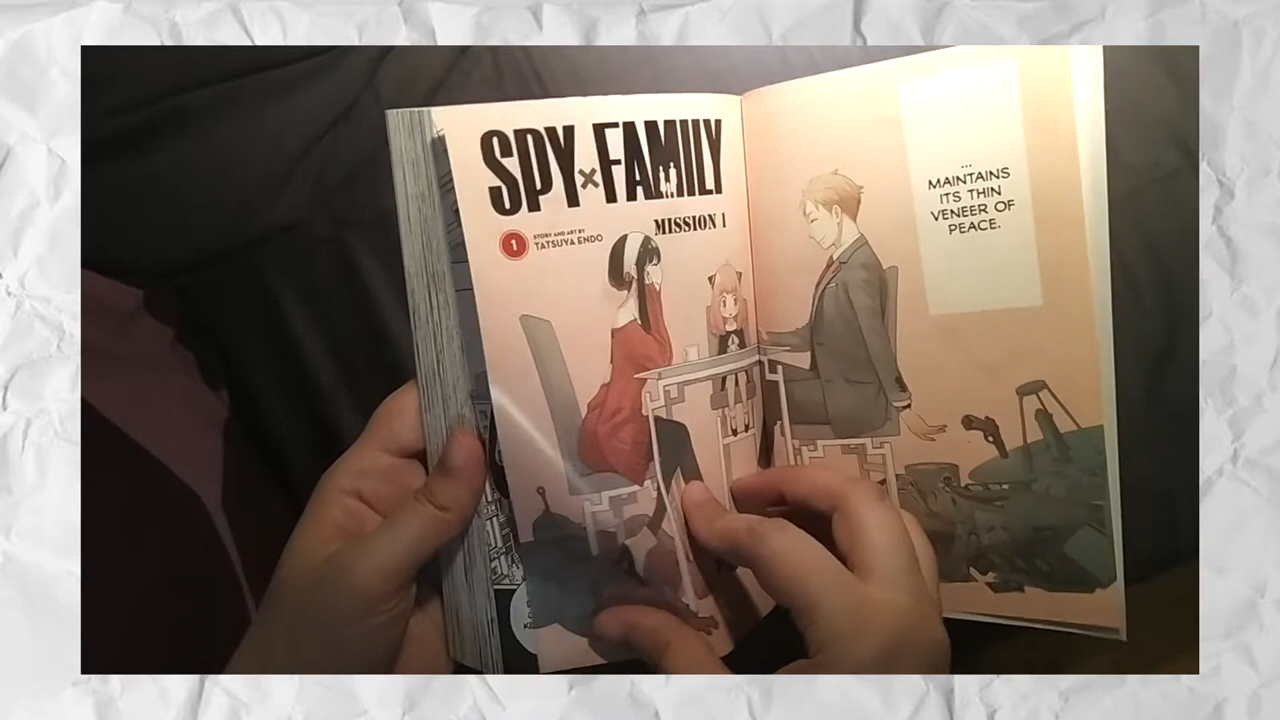 SPY×FAMILY
MISSION 1
1
STORY AND ART BY
TATSUYA ENDO
...
MAINTAINS
ITS THIN
VENEER OF
PEACE.